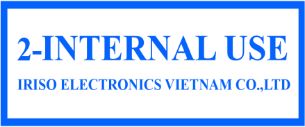 2-INTERNAL USE
IRISO ELECTRONICS VIETNAM CO.,LTD